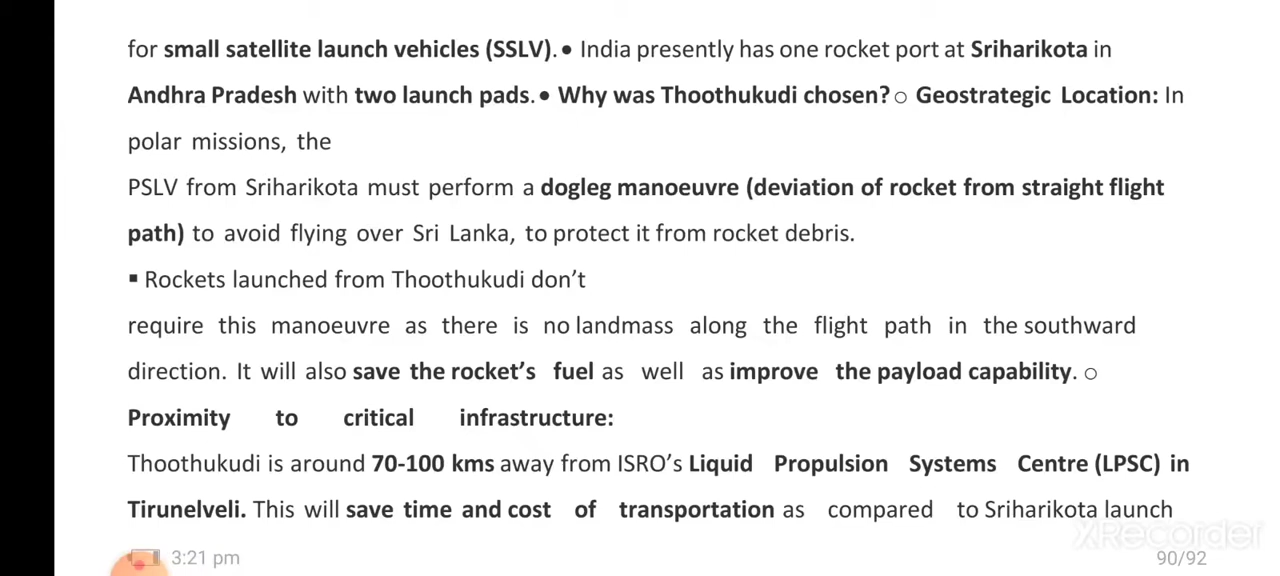 for small satellite launch vehicles (SSLV).● India presently has one rocket port at Sriharikota in
Andhra Pradesh with two launch pads.● Why was Thoothukudi chosen?○ Geostrategic Location: In
polar missions, the
PSLV from Sriharikota must perform a dogleg manoeuvre (deviation of rocket from straight flight
path) to avoid flying over Sri Lanka, to protect it from rocket debris.
▪ Rockets launched from Thoothukudi don’t
require this manoeuvre as there is no landmass along the flight path in the southward
direction. It will also save the rocket’s fuel as well as improve the payload capability. ○
Proximity to critical infrastructure:
Thoothukudi is around 70-100 kms away from ISRO’s Liquid Propulsion Systems Centre (LPSC) in
Tirunelveli. This will save time and cost of transportation as compared to Sriharikota launch
XRecorder
3:21 pm 90/92